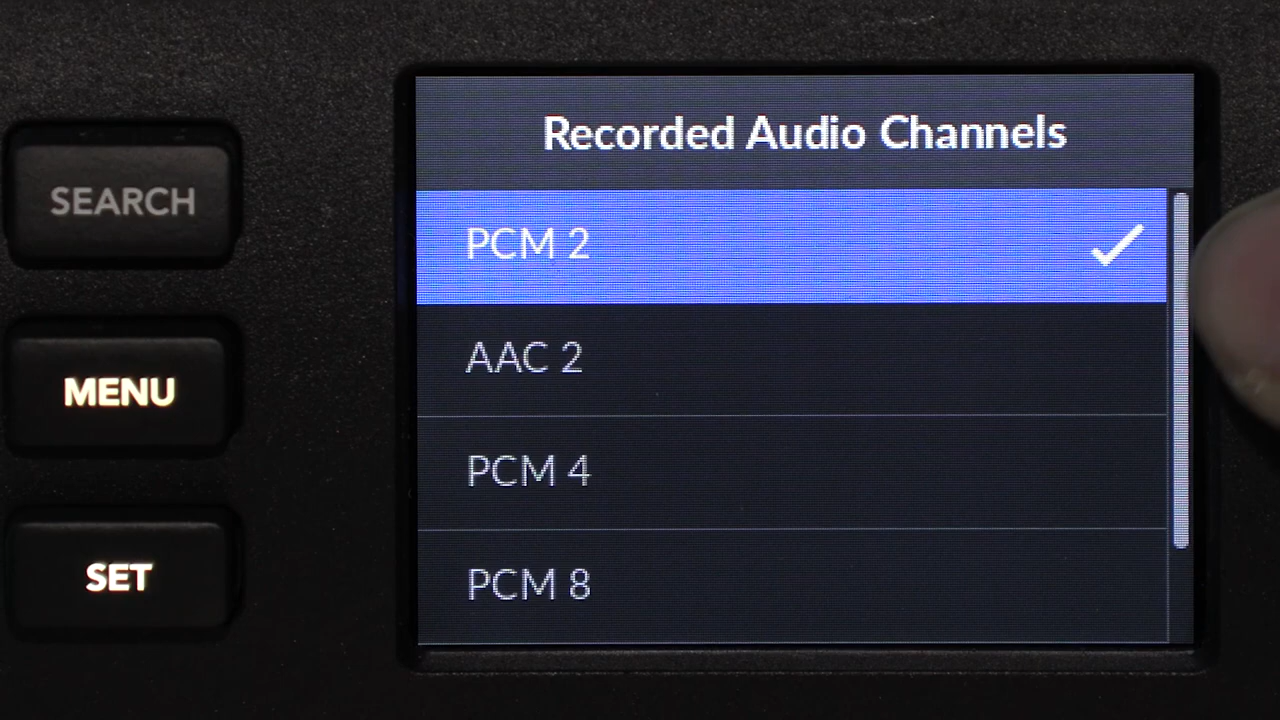 Recorded Audio Channels
SEARCH
PCM 2
AAC 2
MENU
PCM 4
SET
PCM 8